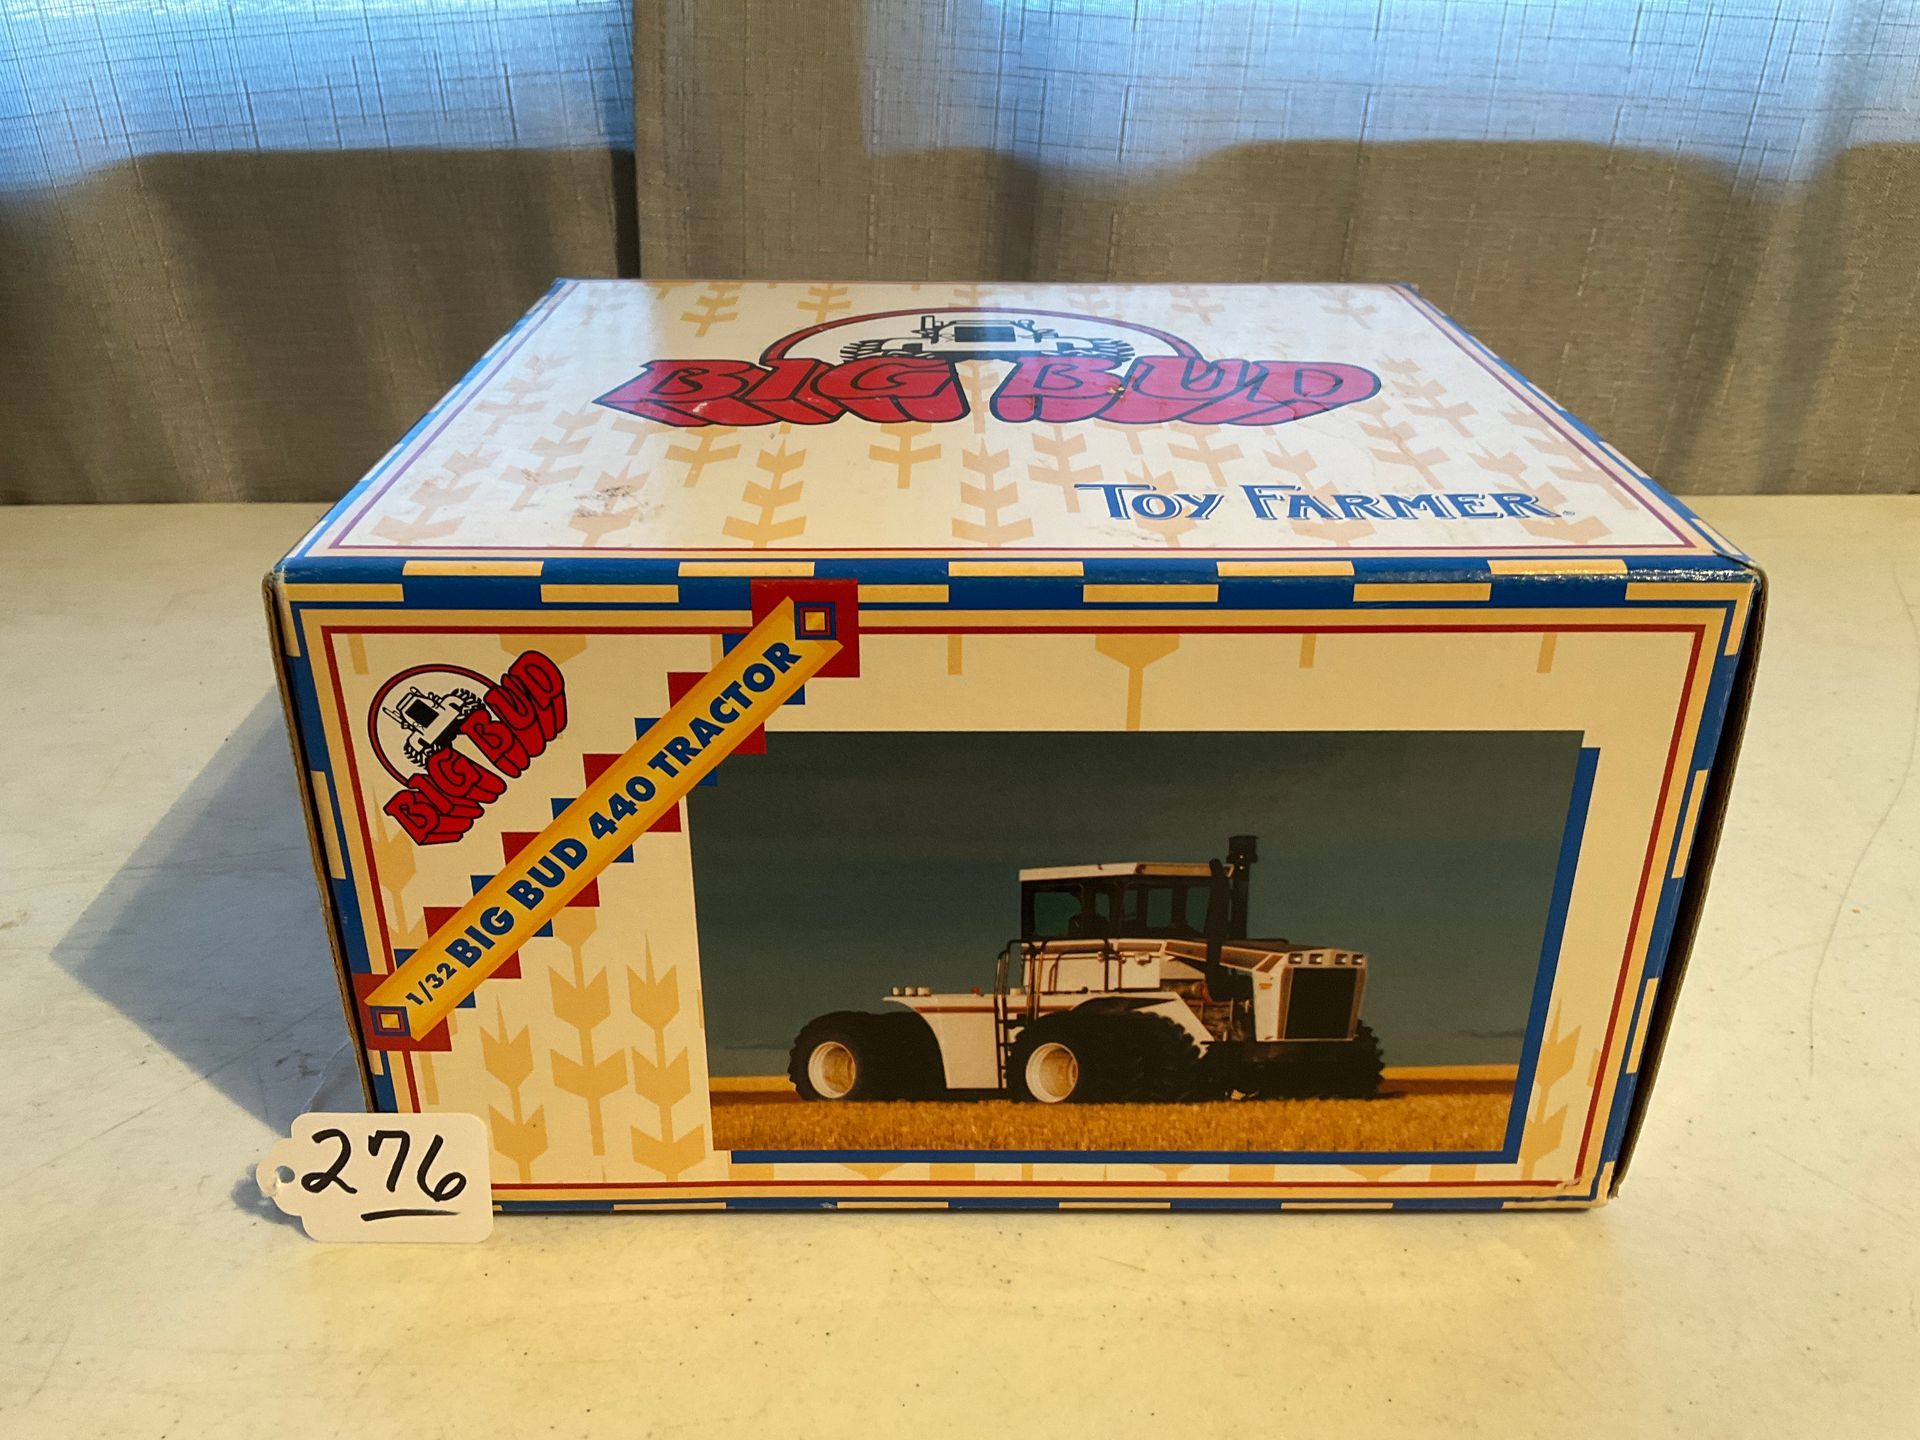 BIG BUD
TOY FARMER
BIG BUD
1/32 BIG BUD 440 TRACTOR
276